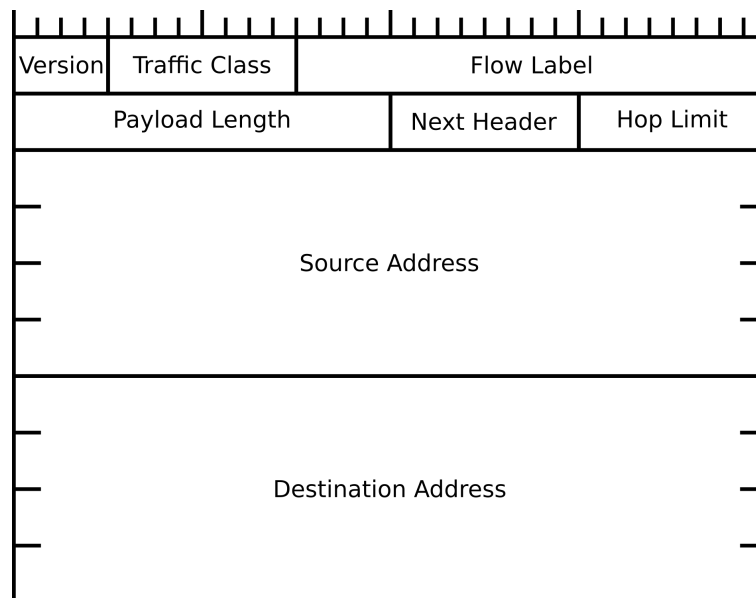 Version Traffic Class Flow Label
Payload Length Next Header Hop Limit
Source Address
Destination Address